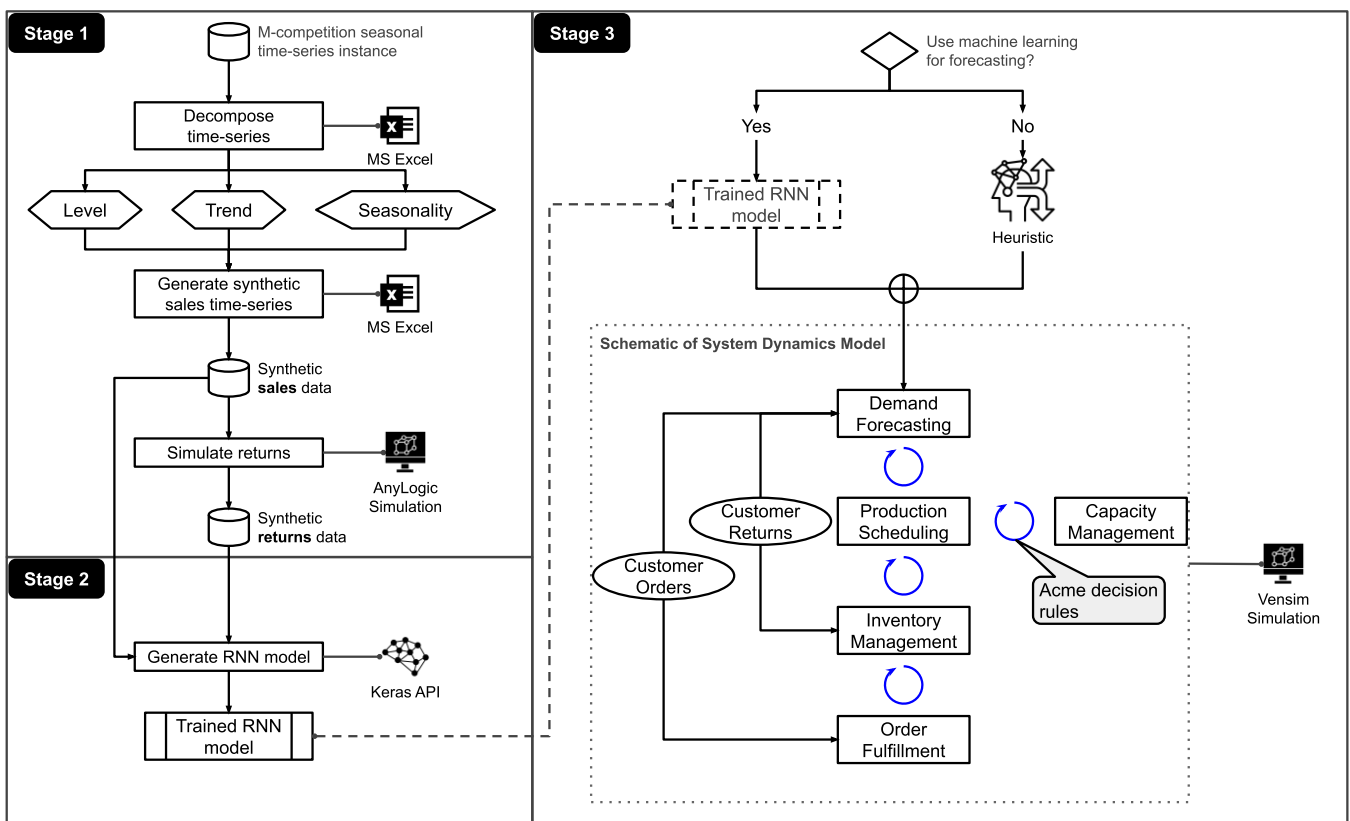 Stage 1
M-competition seasonal
time-series instance
Decompose
time-series
MS Excel
Level
Trend
Seasonality
Generate synthetic
sales time-series
MS Excel
Synthetic
sales data
Simulate returns
AnyLogic
Simulation
Synthetic
returns data
Stage 2
Generate RNN model
Keras API
Trained RNN
model
Stage 3
Use machine learning
for forecasting?
Yes
No
Trained RNN
model
Heuristic
Schematic of System Dynamics Model
Demand
Forecasting
Customer
Returns
Production
Scheduling
Capacity
Management
Customer
Orders
Acme decision
rules
Inventory
Management
Vensim
Simulation
Order
Fulfillment